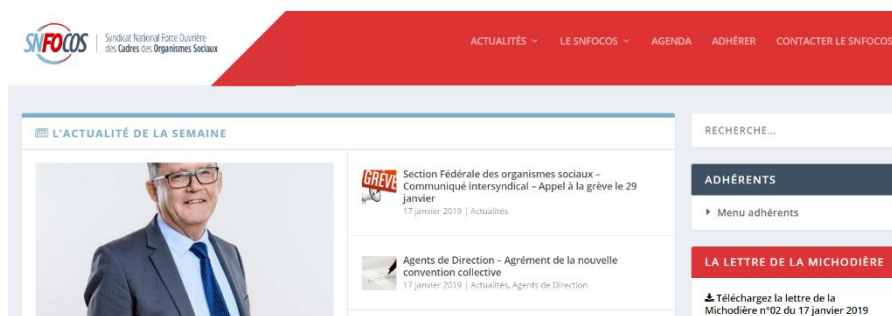 SNFOCOS
Syndicat National Force Ouvrière
des Cadres des Organismes Sociaux
ACTUALITÉS
LE SNFOCOS
AGENDA
ADHÉRER
CONTACTER LE SNFOCOS
L'ACTUALITÉ DE LA SEMAINE
GRÈVE
Section Fédérale des organismes sociaux –
Communiqué intersyndical – Appel à la grève le 29
janvier
17 janvier 2019 | Actualités
Agents de Direction – Agrément de la nouvelle
convention collective
17 janvier 2019 | Actualités, Agents de Direction
RECHERCHE...
ADHÉRENTS
Menu adhérents
LA LETTRE DE LA MICHODIÈRE
Téléchargez la lettre de la
Michodière n°02 du 17 janvier 2019